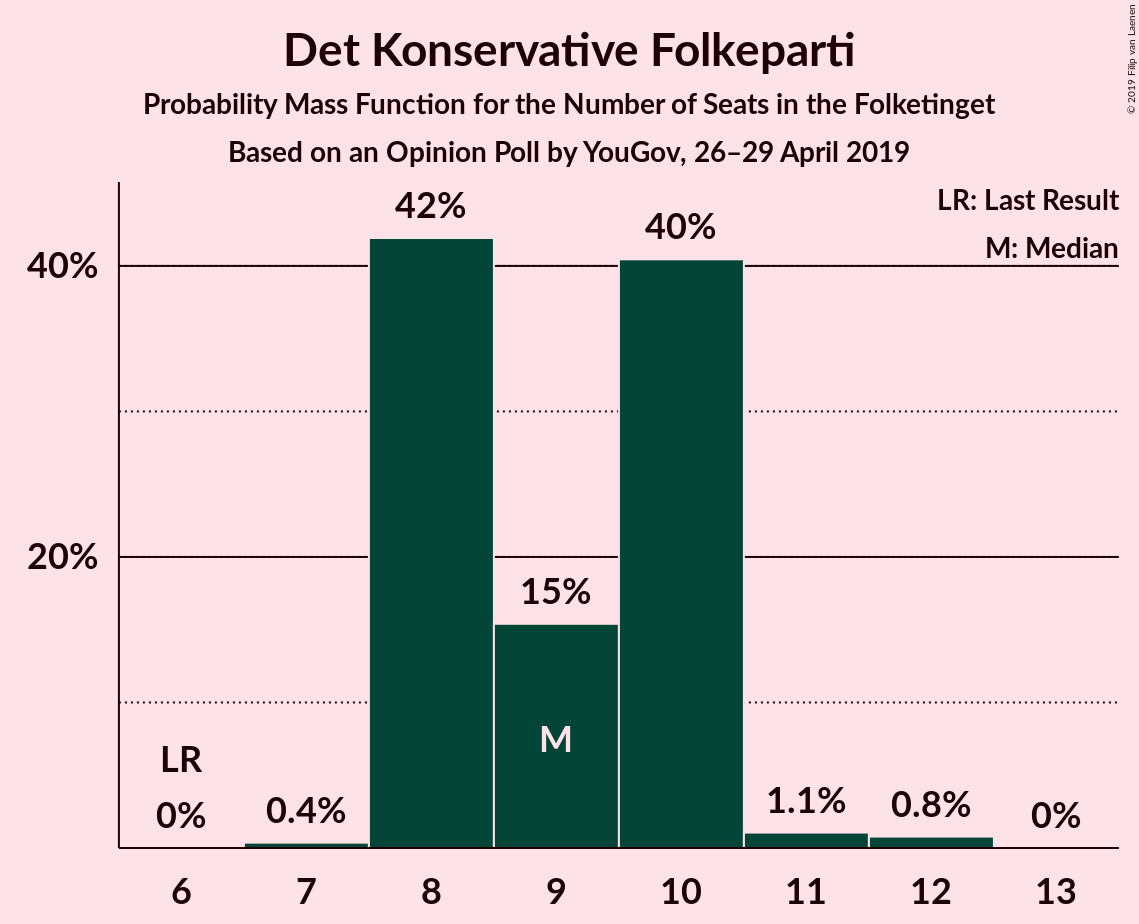 Det Konservative Folkeparti
Probability Mass Function for the Number of Seats in the Folketinget
Based on an Opinion Poll by YouGov, 26–29 April 2019
© 2019 Filip van Laenen
LR: Last Result
M: Median
42%
40%
40%
20%
15%
M
LR
0%
0.4%
1.1%
0.8%
0%
6 7 8 9 10 11 12 13